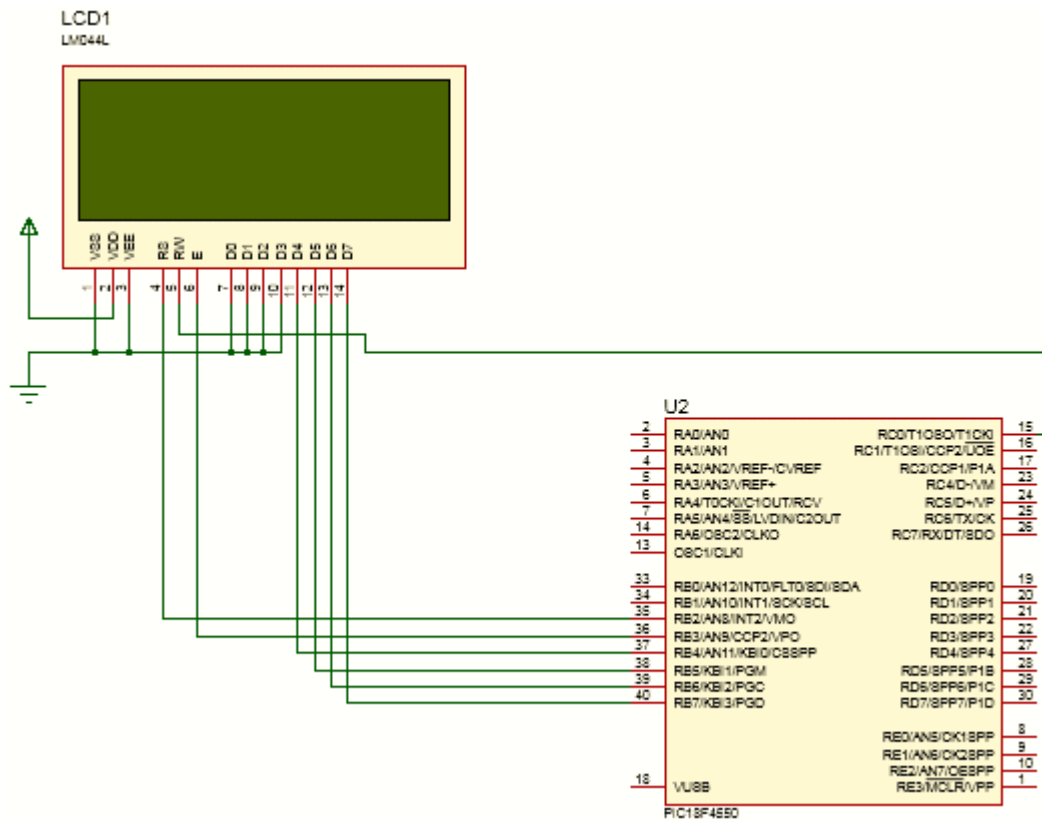 LCD1
LM044L
VSS VDD VEE RS RW E D0 D1 D2 D3 D4 D5 D6 D7
1 2 3 4 5 6 7 8 9 10 11 12 13 14
U2
2 RA0/AN0 RC0/T1OSO/T1CKI 15
3 RA1/AN1 RC1/T1OSI/CCP2/UOE 16
4 RA2/AN2/VREF-/CVREF RC2/CCP1/P1A 17
5 RA3/AN3/VREF+ RC4/D-/VM 23
6 RA4/T0CKI/C1OUT/RCV RC5/D+/VP 24
7 RA5/AN4/SS/LVDIN/C2OUT RC6/TX/CK 25
14 RA6/OSC2/CLKO RC7/RX/DT/SDO 26
13 OSC1/CLKI
33 RB0/AN12/INT0/FLT0/SDI/SDA RD0/SPP0 19
34 RB1/AN10/INT1/SCK/SCL RD1/SPP1 20
35 RB2/AN8/INT2/VMO RD2/SPP2 21
36 RB3/AN9/CCP2/VPO RD3/SPP3 22
37 RB4/AN11/KBI0/CSSPP RD4/SPP4 27
38 RB5/KBI1/PGM RD5/SPP5/P1B 28
39 RB6/KBI2/PGC RD6/SPP6/P1C 29
40 RB7/KBI3/PGD RD7/SPP7/P1D 30
RE0/AN5/CK1SPP 8
RE1/AN6/CK2SPP 9
RE2/AN7/OESPP 10
18 VUSB RE3/MCLR/VPP 1
PIC18F4550